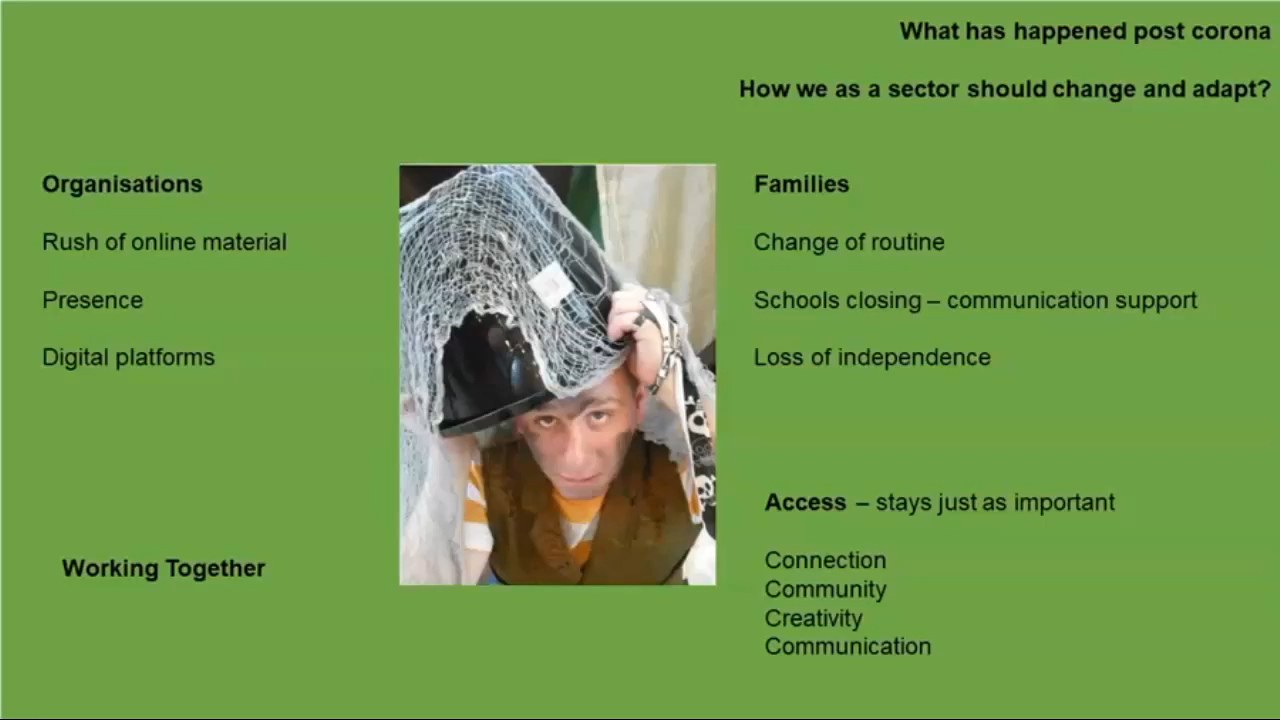 What has happened post corona
How we as a sector should change and adapt?
Organisations
Rush of online material
Presence
Digital platforms
Working Together
Families
Change of routine
Schools closing – communication support
Loss of independence
Access – stays just as important
Connection
Community
Creativity
Communication